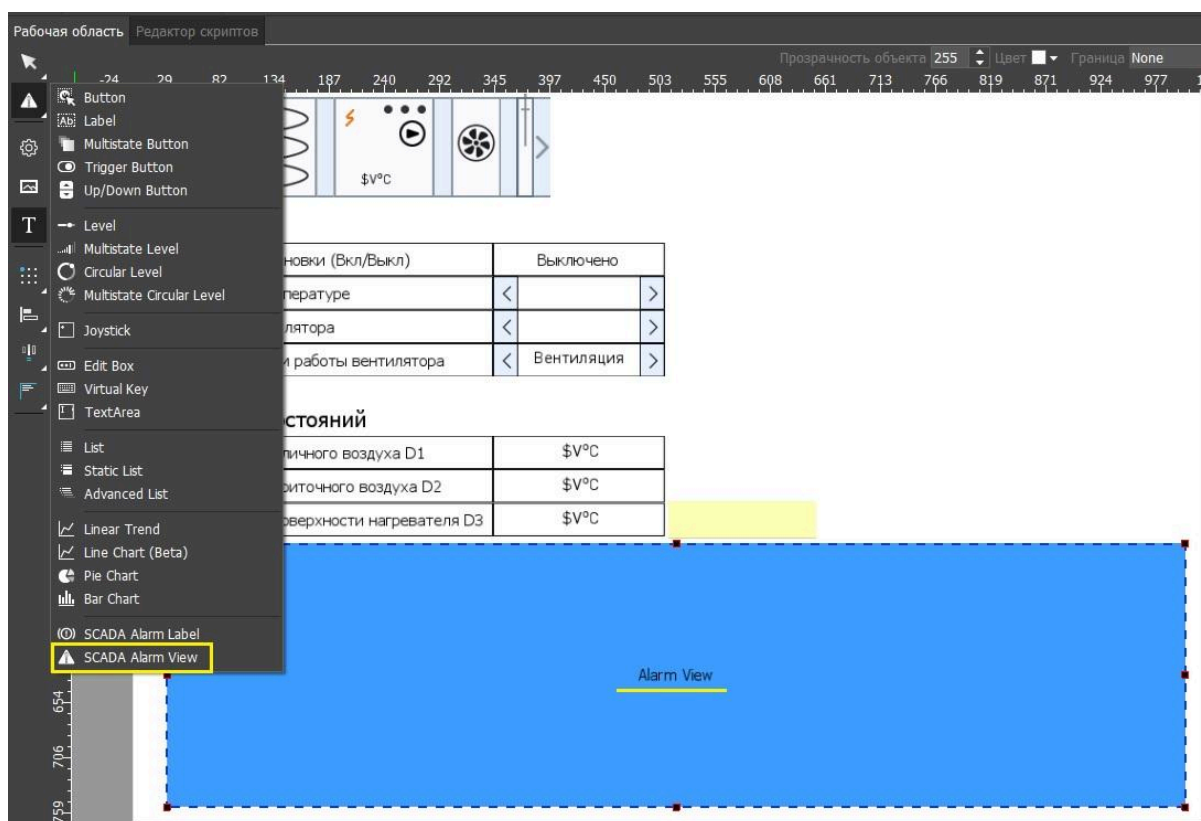 Рабочая область Редактор скриптов
Прозрачность объекта 255 Цвет Граница None
-24 29 82 134 187 240 292 345 397 450 503 555 608 661 713 766 819 871 924 977
Button
Label
Multistate Button
Trigger Button
Up/Down Button
Level
Multistate Level
Circular Level
Multistate Circular Level
Joystick
Edit Box
Virtual Key
TextArea
List
Static List
Advanced List
Linear Trend
Line Chart (Beta)
Pie Chart
Bar Chart
SCADA Alarm Label
SCADA Alarm View
$V°C
новки (Вкл/Выкл) Выключено
пературе < >
лятора < >
и работы вентилятора < Вентиляция >
стояний
личного воздуха D1 $V°C
риточного воздуха D2 $V°C
оверхности нагревателя D3 $V°C
Alarm View
654
706
759